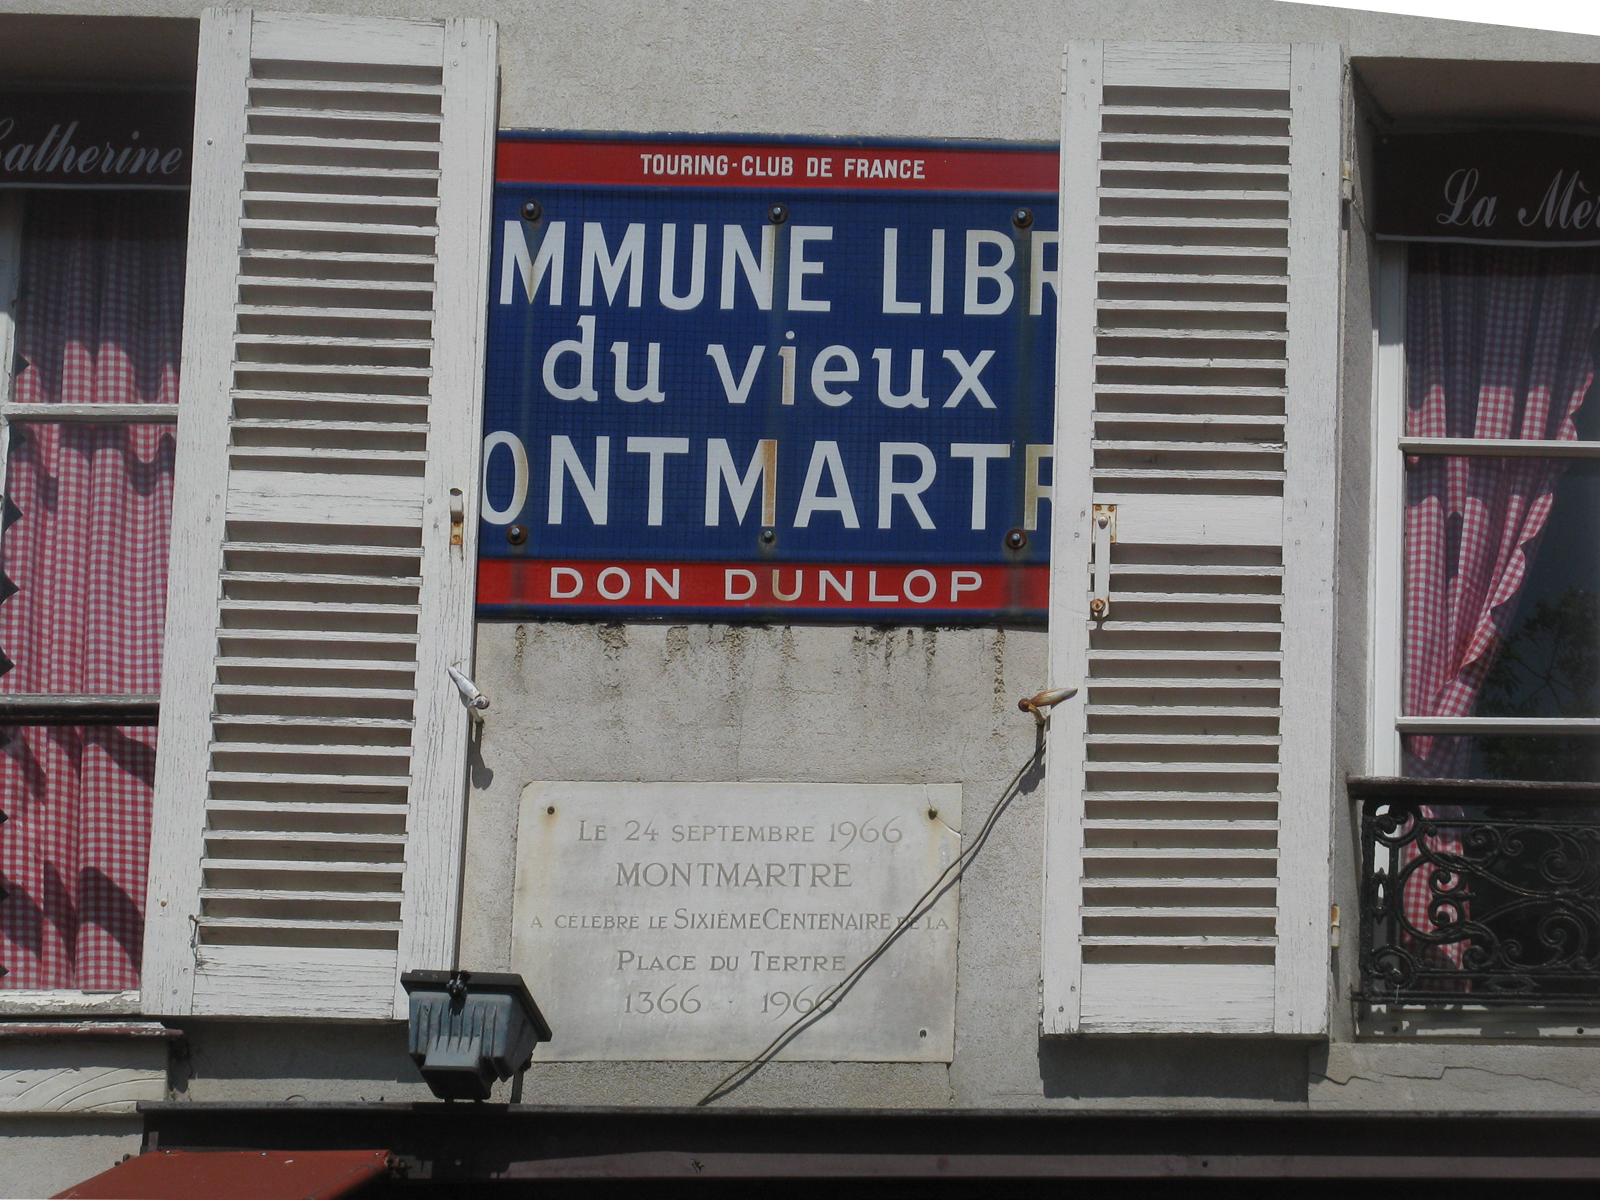 TOURING-CLUB DE FRANCE
MMUNE LIBR
du vieux
ONTMARTR
DON DUNLOP
Catherine
La Mèr
LE 24 SEPTEMBRE 1966
MONTMARTRE
A CÉLÉBRÉ LE SIXIÈME CENTENAIRE DE LA
PLACE DU TERTRE
1366 - 1966